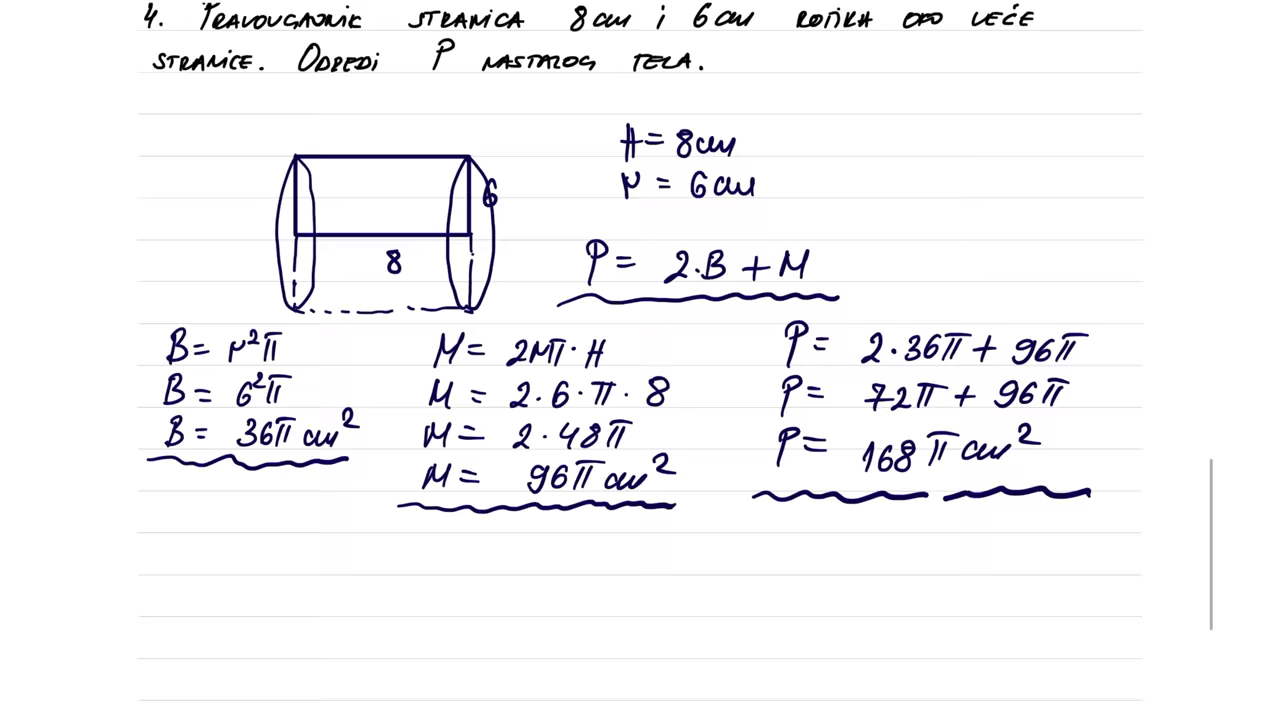 4. PRAVOUGAONIK STRANICA 8cm i 6cm ROTIRA OKO VEĆE
STRANICE. ODREDI P NASTALOG TELA.
H = 8cm
r = 6cm
6
8
P = 2·B + M
B = r²π
B = 6²π
B = 36π cm²
M = 2rπ·H
M = 2·6·π·8
M = 2·48π
M = 96π cm²
P = 2·36π + 96π
P = 72π + 96π
P = 168π cm²